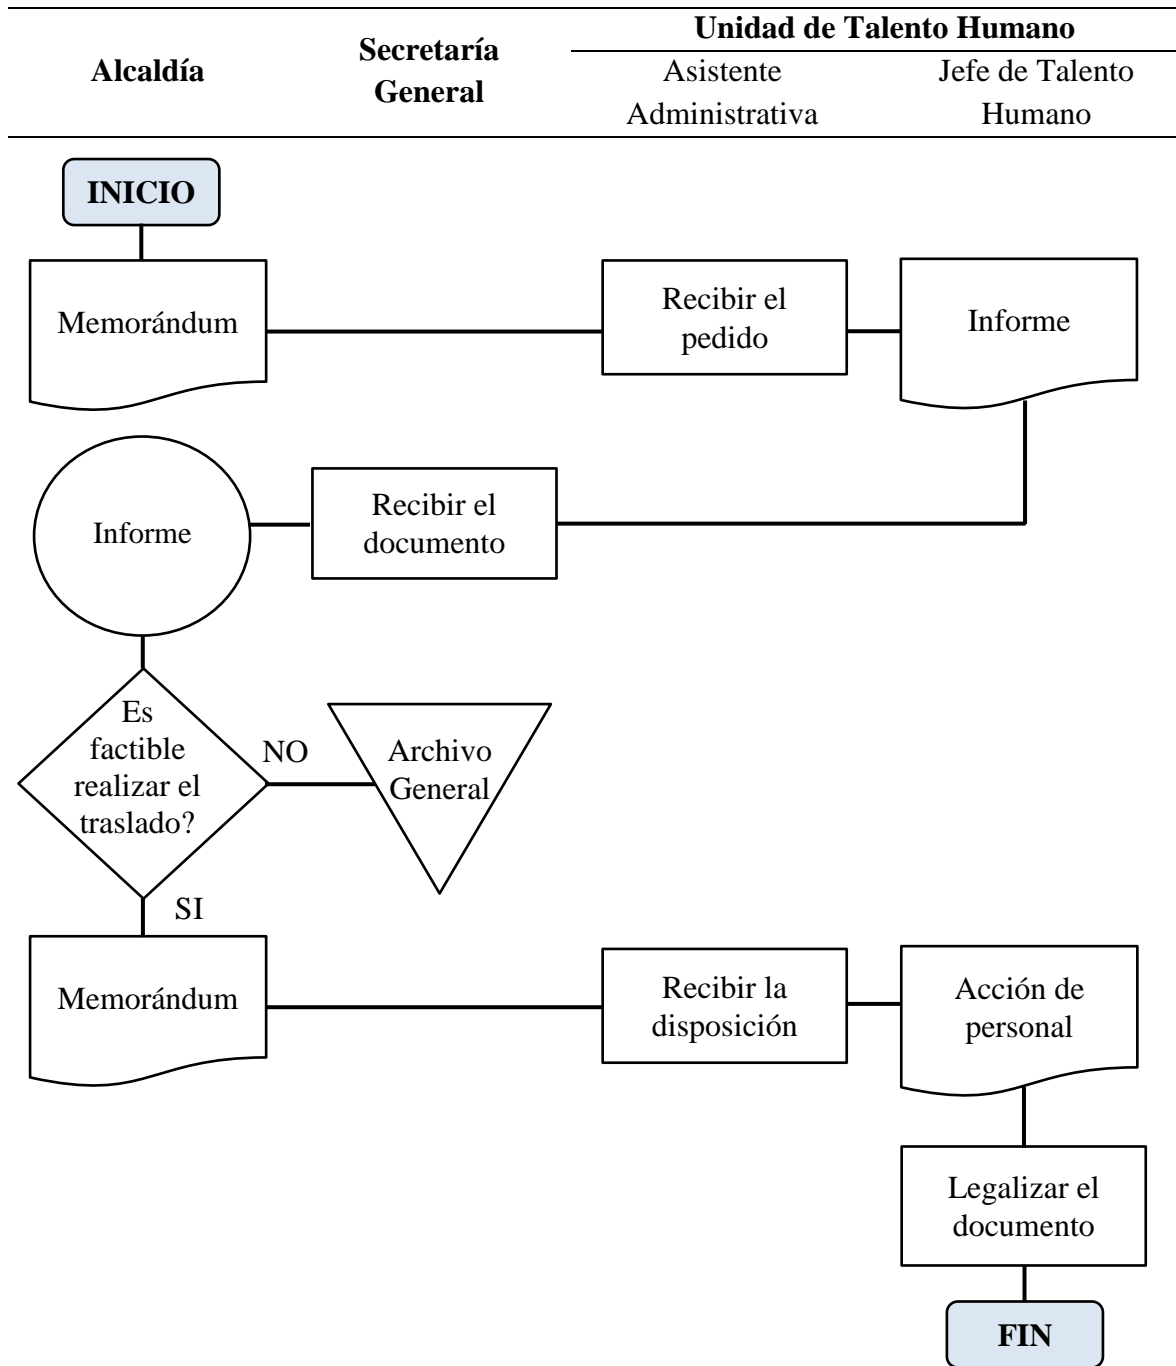 Unidad de Talento Humano
Alcaldía
Secretaría
General
Asistente
Administrativa
Jefe de Talento
Humano
INICIO
Memorándum
Recibir el
pedido
Informe
Informe
Recibir el
documento
Es
factible
realizar el
traslado?
NO
Archivo
General
SI
Memorándum
Recibir la
disposición
Acción de
personal
Legalizar el
documento
FIN